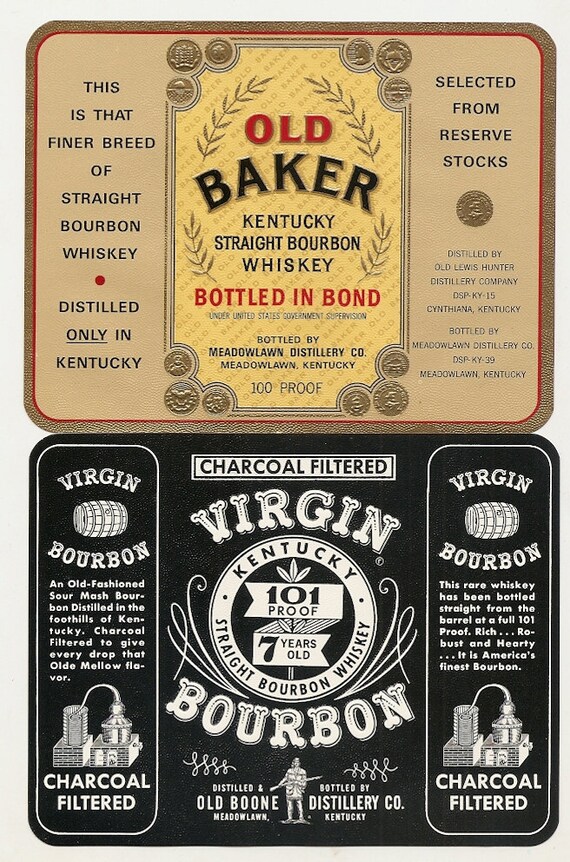 THIS
IS THAT
FINER BREED
OF
STRAIGHT
BOURBON
WHISKEY
DISTILLED
ONLY IN
KENTUCKY
OLD
BAKER
KENTUCKY
STRAIGHT BOURBON
WHISKEY
BOTTLED IN BOND
UNDER UNITED STATES GOVERNMENT SUPERVISION
BOTTLED BY
MEADOWLAWN DISTILLERY CO.
MEADOWLAWN, KENTUCKY
100 PROOF
SELECTED
FROM
RESERVE
STOCKS
DISTILLED BY
OLD LEWIS HUNTER
DISTILLERY COMPANY
DSP-KY-15
CYNTHIANA, KENTUCKY
BOTTLED BY
MEADOWLAWN DISTILLERY CO.
DSP-KY-39
MEADOWLAWN, KENTUCKY
VIRGIN
BOURBON
An Old-Fashioned
Sour Mash Bour-
bon Distilled in the
foothills of Ken-
tucky. Charcoal
Filtered to give
every drop that
Olde Mellow fla-
vor.
CHARCOAL
FILTERED
CHARCOAL FILTERED
VIRGIN
©
KENTUCKY
101
PROOF
7 YEARS
OLD
STRAIGHT BOURBON WHISKEY
BOURBON
DISTILLED & BOTTLED BY
OLD BOONE DISTILLERY CO.
MEADOWLAWN, KENTUCKY
VIRGIN
BOURBON
This rare whiskey
has been bottled
straight from the
barrel at a full 101
Proof. Rich . . . Ro-
bust and Hearty
. . . It is America's
finest Bourbon.
CHARCOAL
FILTERED